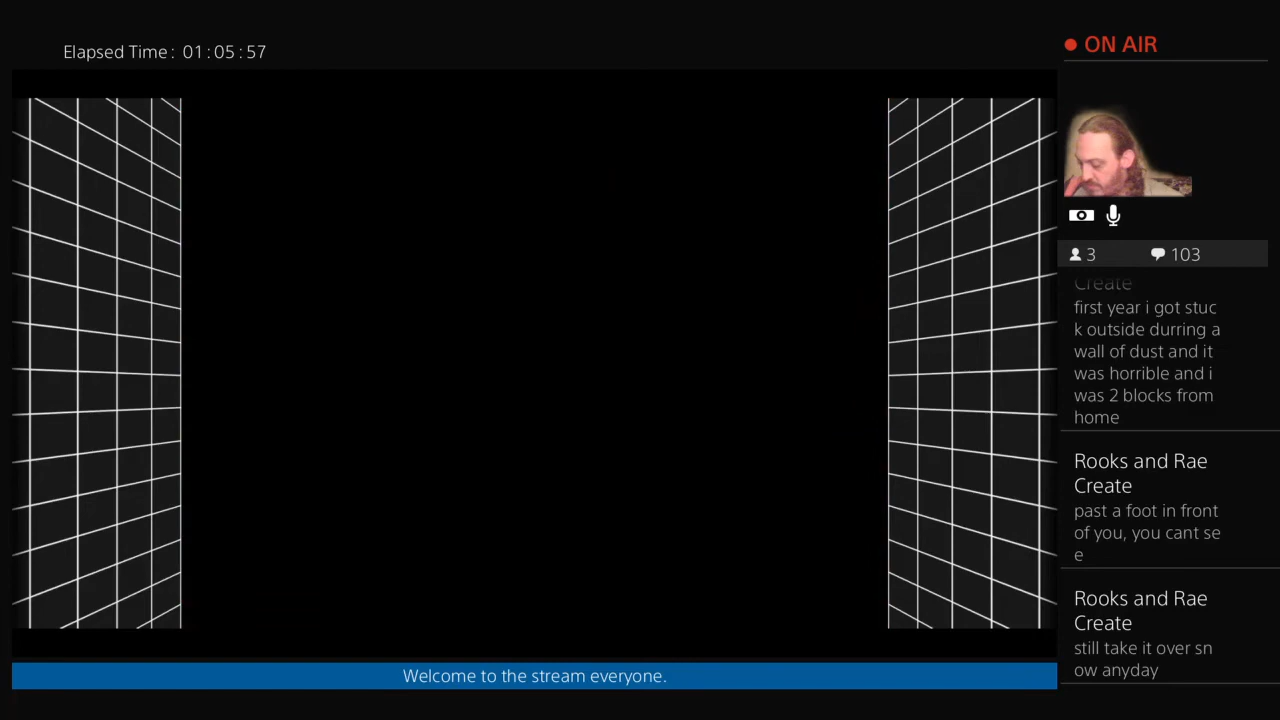 Elapsed Time: 01:05:57
ON AIR
3
103
Create
first year i got stuc
k outside durring a
wall of dust and it
was horrible and i
was 2 blocks from
home
Rooks and Rae
Create
past a foot in front
of you, you cant se
e
Rooks and Rae
Create
still take it over sn
ow anyday
Welcome to the stream everyone.